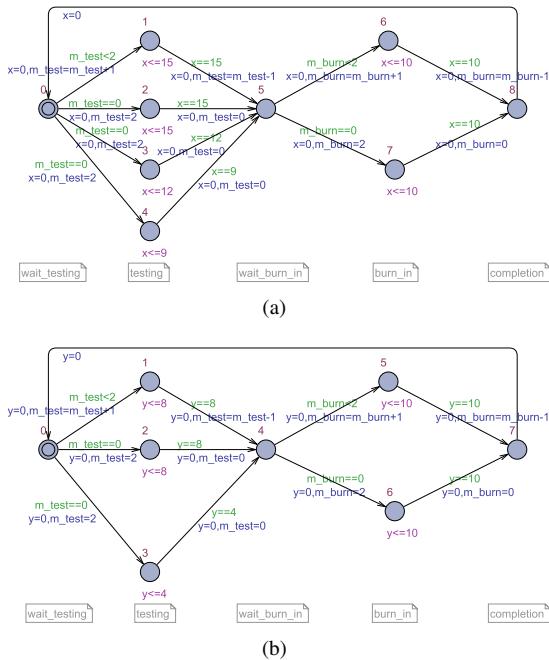 x=0
1
6
m_test<2
x==15
m_burn<2
x==10
0
x=0,m_test=m_test+1
x<=15
x=0,m_test=m_test-1
x=0,m_burn=m_burn+1
x<=10
x=0,m_burn=m_burn-1
m_test==0
2
x==15
5
8
x=0,m_test=2
x<=15
x=0,m_test=0
m_test==0
x=0,m_test=2
3
x==12
x=0,m_test=0
m_burn==0
x=0,m_burn=2
7
x==10
x=0,m_burn=0
m_test==0
x=0,m_test=2
x<=12
x==9
x=0,m_test=0
x<=10
4
x<=9
wait_testing
testing
wait_burn_in
burn_in
completion
(a)
y=0
1
5
m_test<2
y==8
m_burn<2
y==10
0
y=0,m_test=m_test+1
y<=8
y=0,m_test=m_test-1
y=0,m_burn=m_burn+1
y<=10
y=0,m_burn=m_burn-1
m_test==0
2
y==8
4
7
y=0,m_test=2
y<=8
y=0,m_test=0
m_burn==0
y=0,m_burn=2
6
y==10
y=0,m_burn=0
m_test==0
y=0,m_test=2
y==4
y=0,m_test=0
y<=10
3
y<=4
wait_testing
testing
wait_burn_in
burn_in
completion
(b)